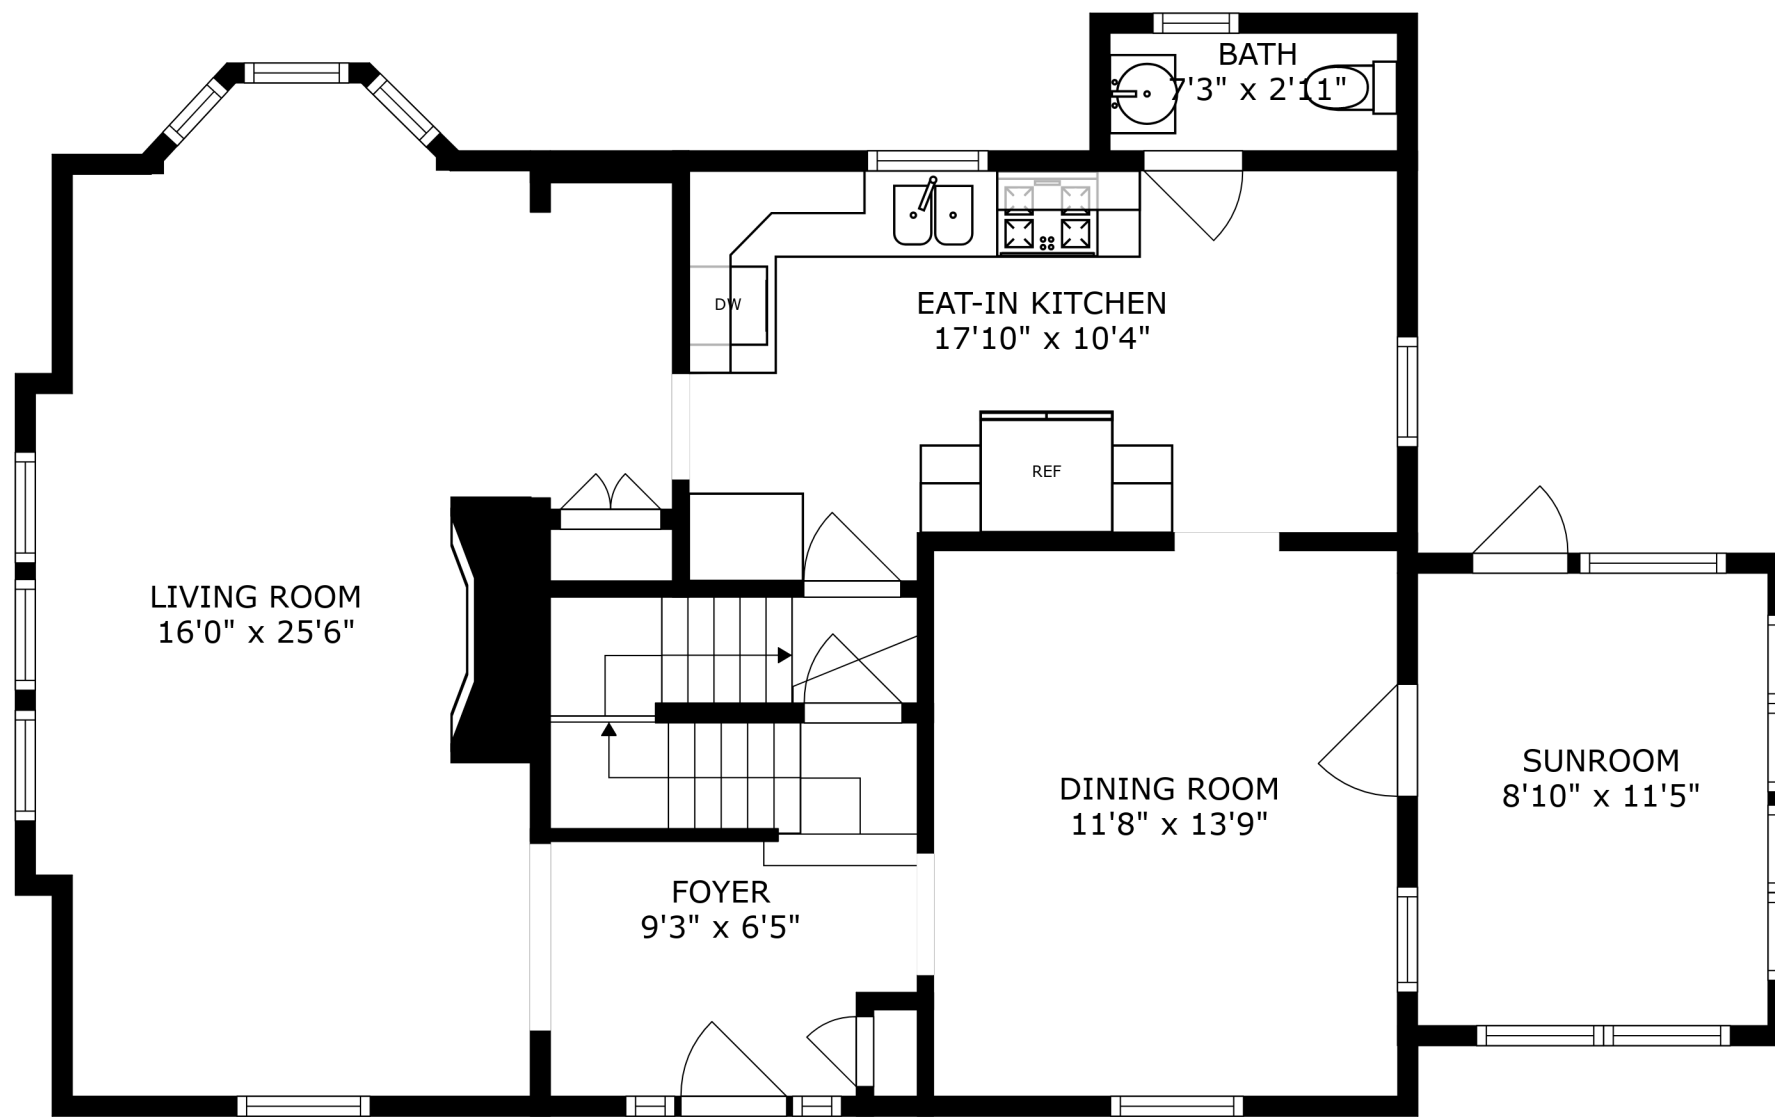 BATH
7'3" x 2'11"
EAT-IN KITCHEN
17'10" x 10'4"
DW
REF
LIVING ROOM
16'0" x 25'6"
DINING ROOM
11'8" x 13'9"
SUNROOM
8'10" x 11'5"
FOYER
9'3" x 6'5"